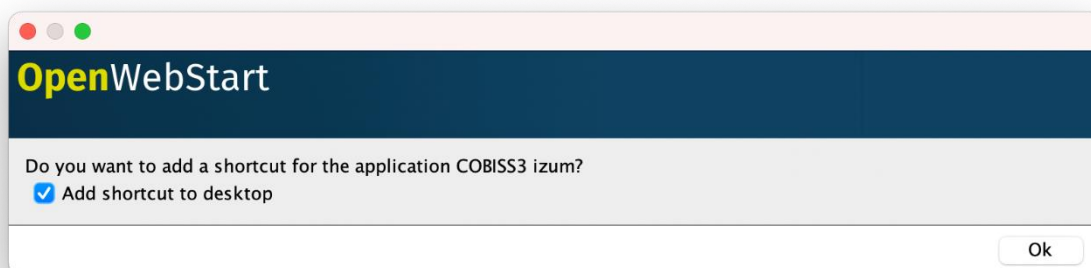 OpenWebStart
Do you want to add a shortcut for the application COBISS3 izum?
Add shortcut to desktop
Ok